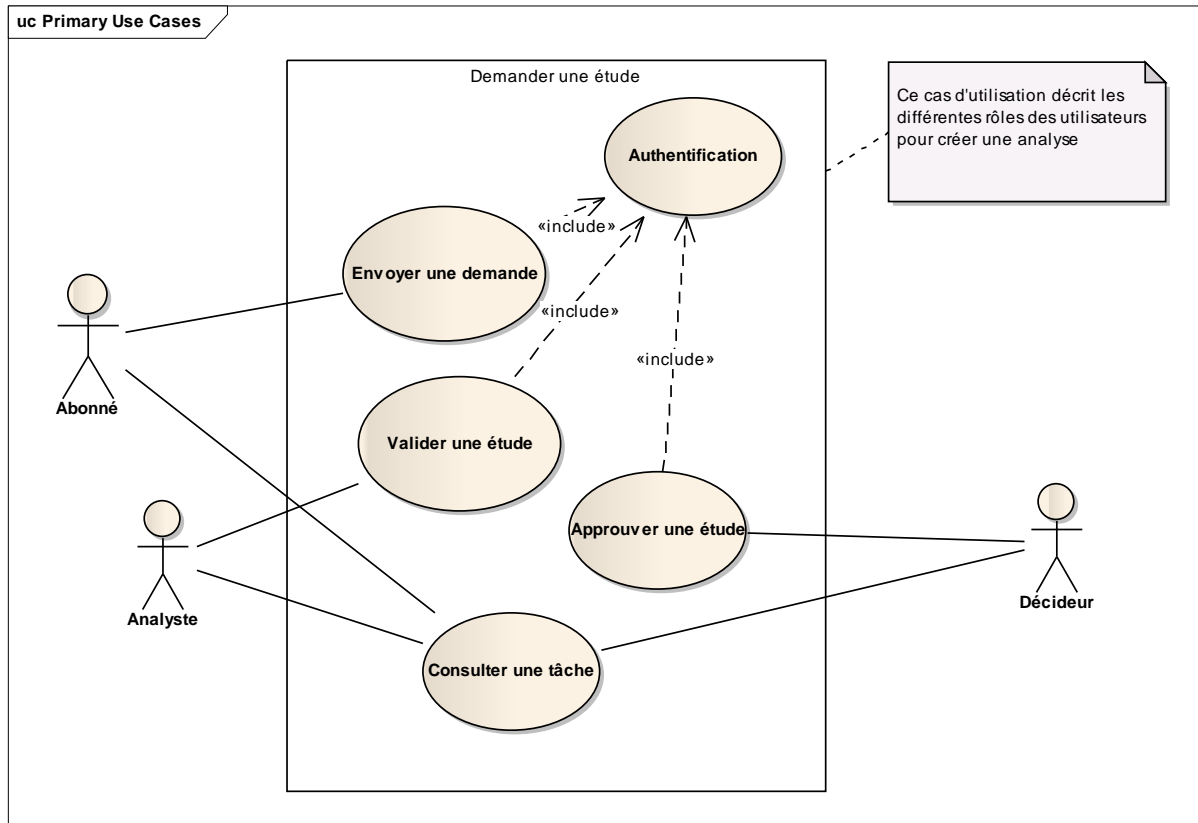 uc Primary Use Cases
Demander une étude
Ce cas d'utilisation décrit les
différentes rôles des utilisateurs
pour créer une analyse
Authentification
«include»
Envoyer une demande
«include»
«include»
Abonné
Valider une étude
Approuver une étude
Analyste
Décideur
Consulter une tâche